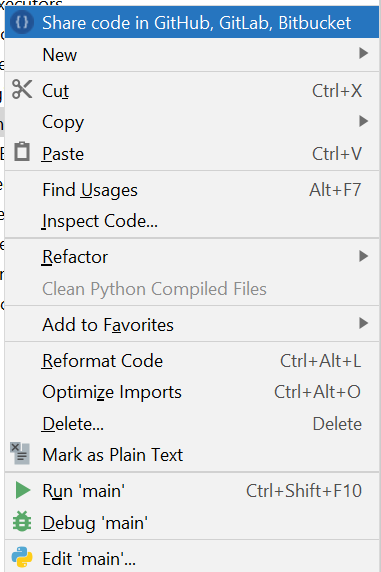 Share code in GitHub, GitLab, Bitbucket
New
Cut Ctrl+X
Copy
Paste Ctrl+V
Find Usages Alt+F7
Inspect Code...
Refactor
Clean Python Compiled Files
Add to Favorites
Reformat Code Ctrl+Alt+L
Optimize Imports Ctrl+Alt+O
Delete... Delete
Mark as Plain Text
Run 'main' Ctrl+Shift+F10
Debug 'main'
Edit 'main'...